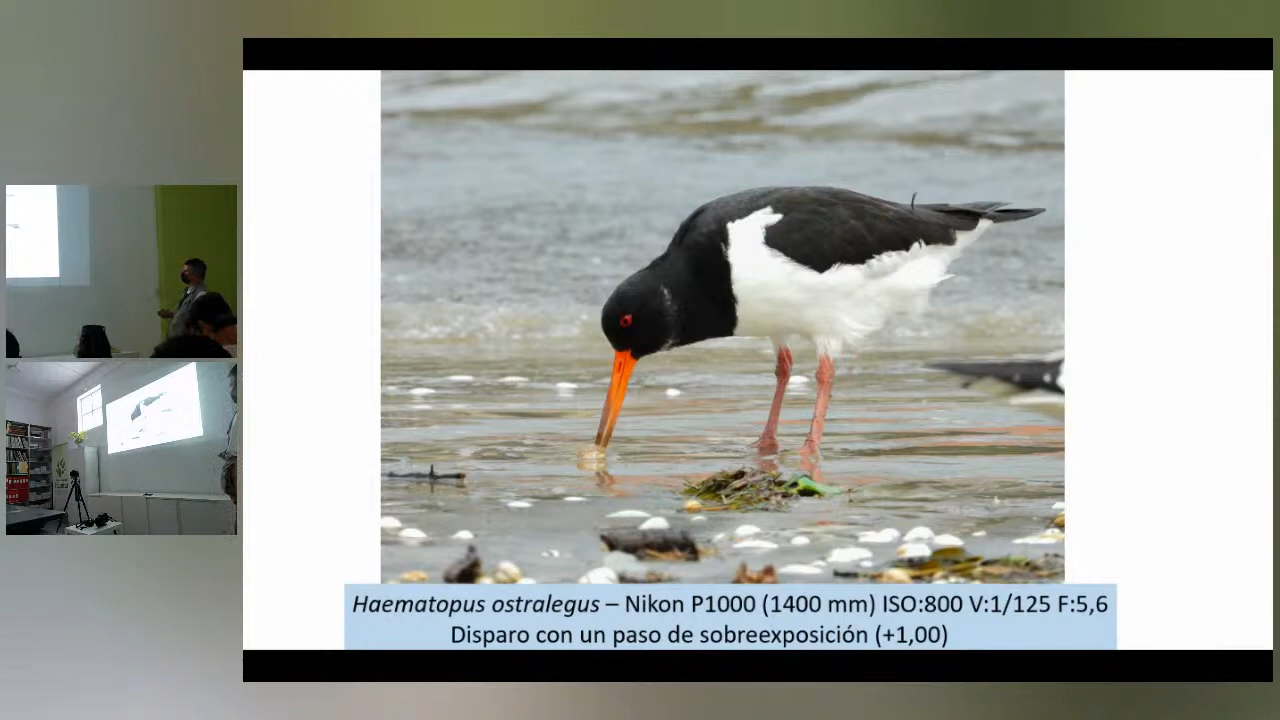 Haematopus ostralegus – Nikon P1000 (1400 mm) ISO:800 V:1/125 F:5,6
Disparo con un paso de sobreexposición (+1,00)